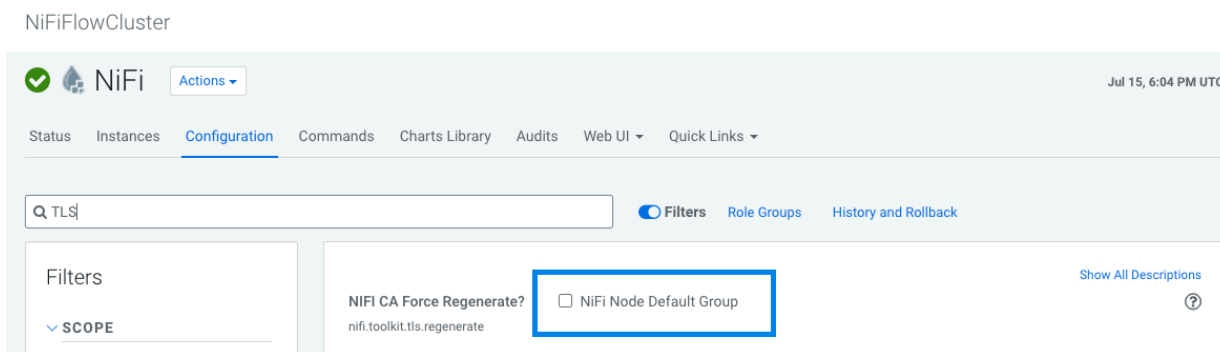 NiFiFlowCluster
NiFi Actions
Jul 15, 6:04 PM UTC
Status Instances Configuration Commands Charts Library Audits Web UI Quick Links
TLS Filters Role Groups History and Rollback
Filters
Show All Descriptions
NIFI CA Force Regenerate? NiFi Node Default Group
nifi.toolkit.tls.regenerate
SCOPE